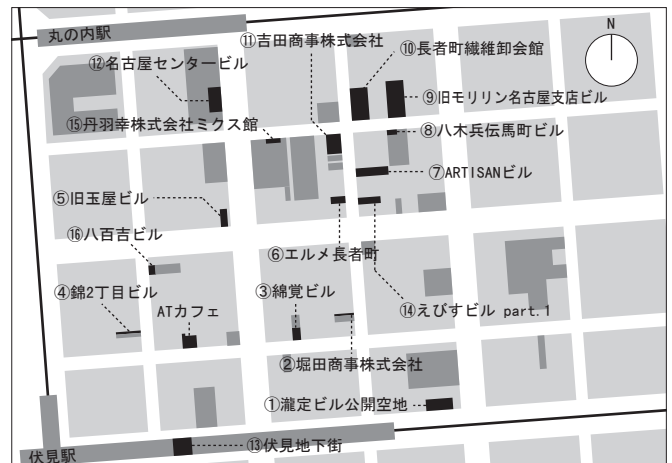 丸の内駅
⑪吉田商事株式会社
⑩長者町繊維卸会館
N
⑫名古屋センタービル
⑨旧モリリン名古屋支店ビル
⑮丹羽幸株式会社ミクス館
⑧八木兵伝馬町ビル
⑦ARTISANビル
⑤旧玉屋ビル
⑯八百吉ビル
⑥エルメ長者町
④錦2丁目ビル
ATカフェ
③綿覚ビル
⑭えびすビル part.1
②堀田商事株式会社
①瀧定ビル公開空地
⑬伏見地下街
伏見駅